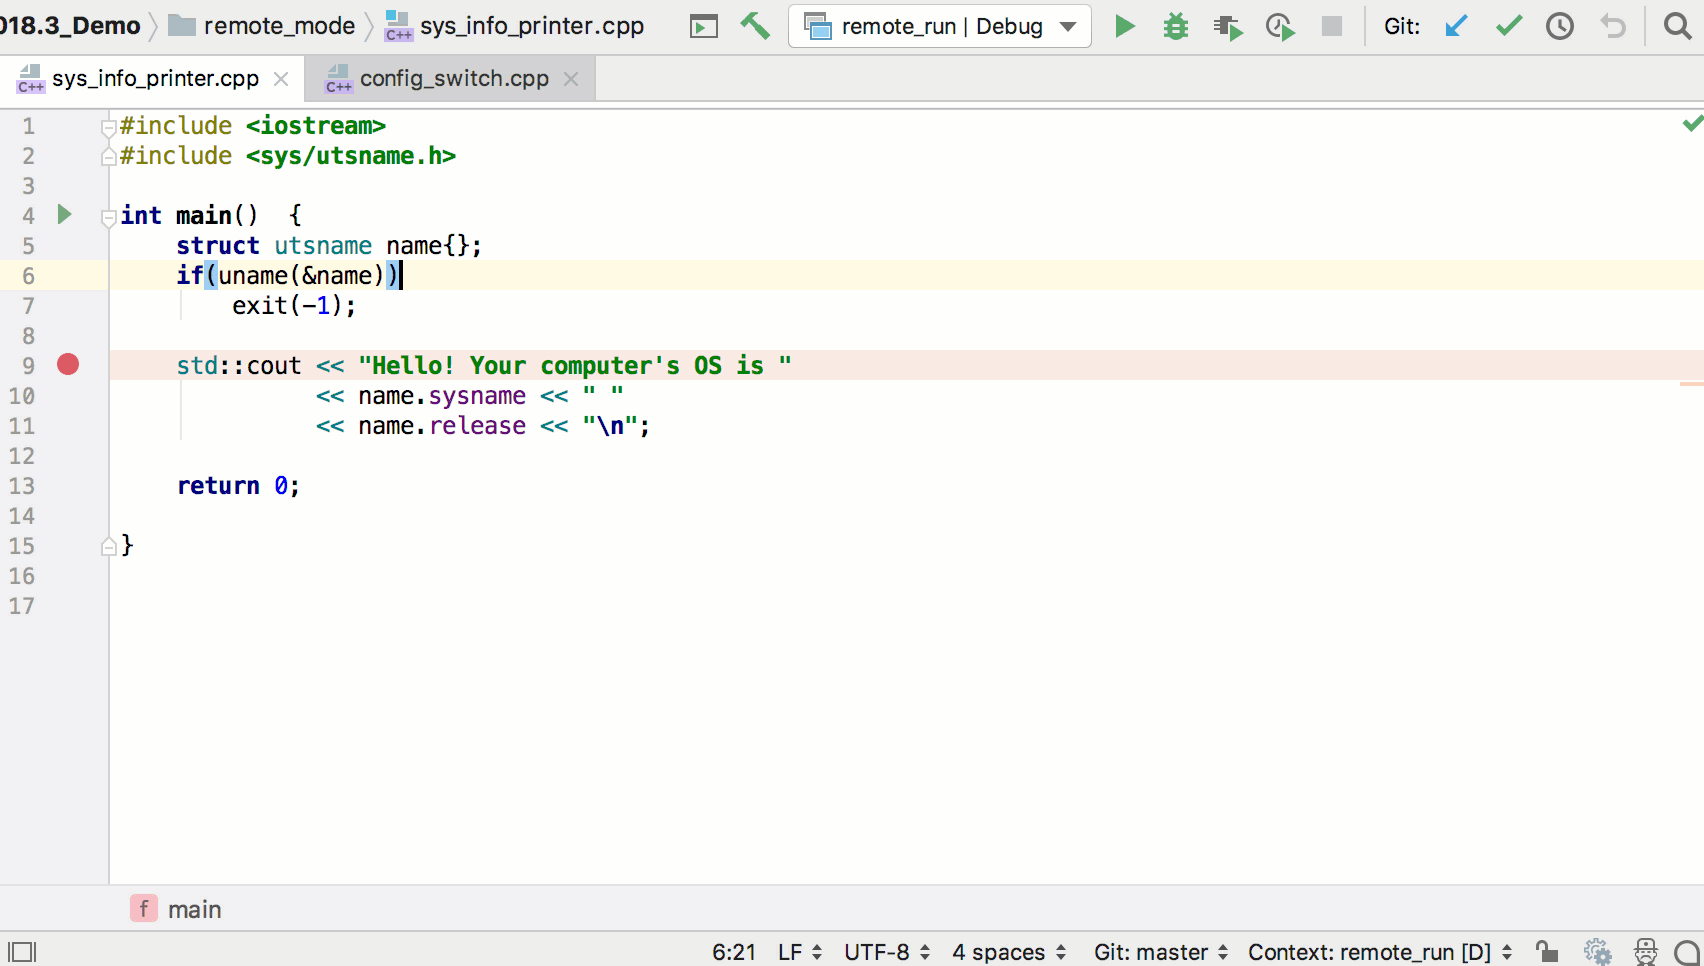 018.3_Demo remote_mode C++ sys_info_printer.cpp remote_run | Debug Git:
C++ sys_info_printer.cpp C++ config_switch.cpp
1 #include <iostream>
2 #include <sys/utsname.h>
3
4 int main()  {
5     struct utsname name{};
6     if(uname(&name))
7         exit(-1);
8
9     std::cout << "Hello! Your computer's OS is "
10               << name.sysname << " "
11               << name.release << "\n";
12
13     return 0;
14
15 }
16
17
f main
6:21 LF UTF-8 4 spaces Git: master Context: remote_run [D]